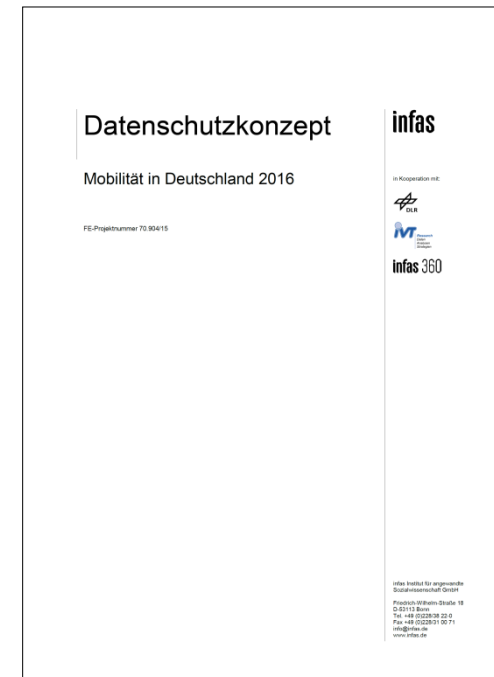 Datenschutzkonzept
Mobilität in Deutschland 2016
FE-Projektnummer 70.904/15
infas
in Kooperation mit:
DLR
IVT
infas 360
infas Institut für angewandte
Sozialwissenschaft GmbH
Friedrich-Wilhelm-Straße 18
D-53113 Bonn
Tel. +49 (0)228/38 22-0
Fax +49 (0)228/31 00 71
info@infas.de
www.infas.de